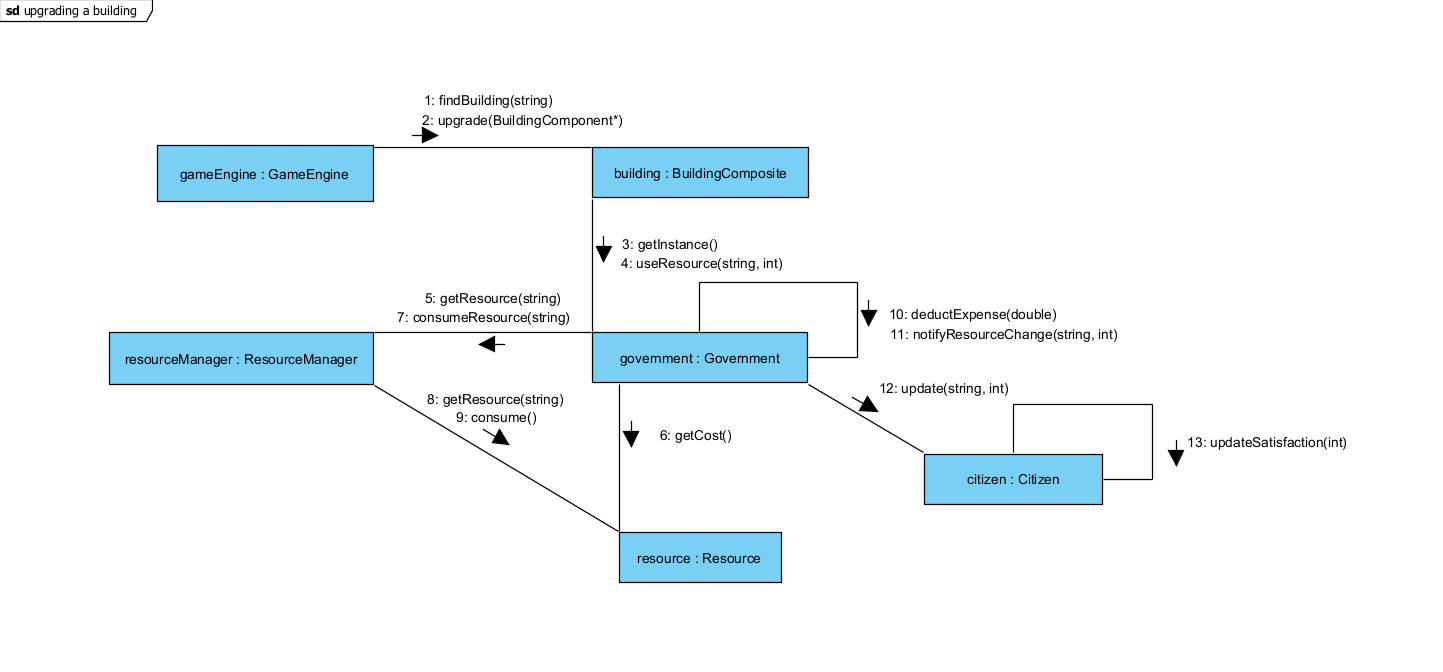 sd upgrading a building
1: findBuilding(string)
2: upgrade(BuildingComponent*)
gameEngine : GameEngine
building : BuildingComposite
3: getInstance()
4: useResource(string, int)
5: getResource(string)
7: consumeResource(string)
10: deductExpense(double)
11: notifyResourceChange(string, int)
resourceManager : ResourceManager
government : Government
8: getResource(string)
9: consume()
12: update(string, int)
6: getCost()
13: updateSatisfaction(int)
citizen : Citizen
resource : Resource